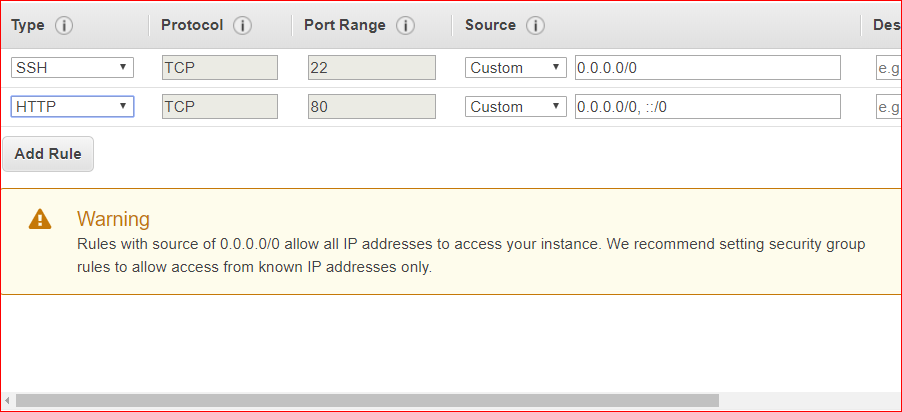 Type Protocol Port Range Source Des
SSH TCP 22 Custom 0.0.0.0/0 e.g
HTTP TCP 80 Custom 0.0.0.0/0, ::/0 e.g
Add Rule
Warning
Rules with source of 0.0.0.0/0 allow all IP addresses to access your instance. We recommend setting security group
rules to allow access from known IP addresses only.